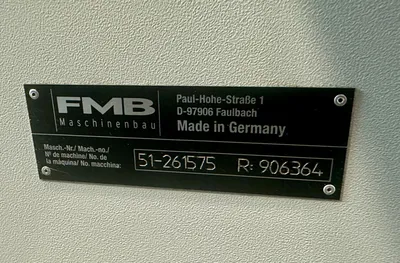 FMB
Maschinenbau
Paul-Hohe-Straße 1
D-97906 Faulbach
Made in Germany
Masch.-Nr./ Mach.-no./
N° de machine/ No. de
la máquina/ No. macchina:
51-261575 R: 906364